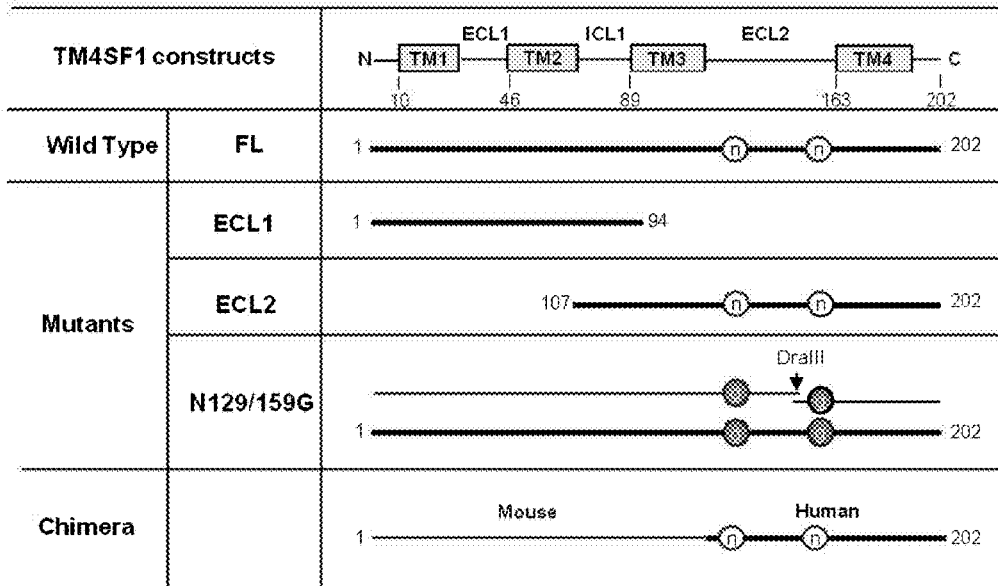 TM4SF1 constructs
ECL1 ICL1 ECL2
N TM1 TM2 TM3 TM4 C
10 46 89 163 202
Wild Type FL 1 n n 202
Mutants
ECL1 1 94
ECL2 107 n n 202
DraIII
N129/159G
1 202
Mouse Human
Chimera 1 n n 202